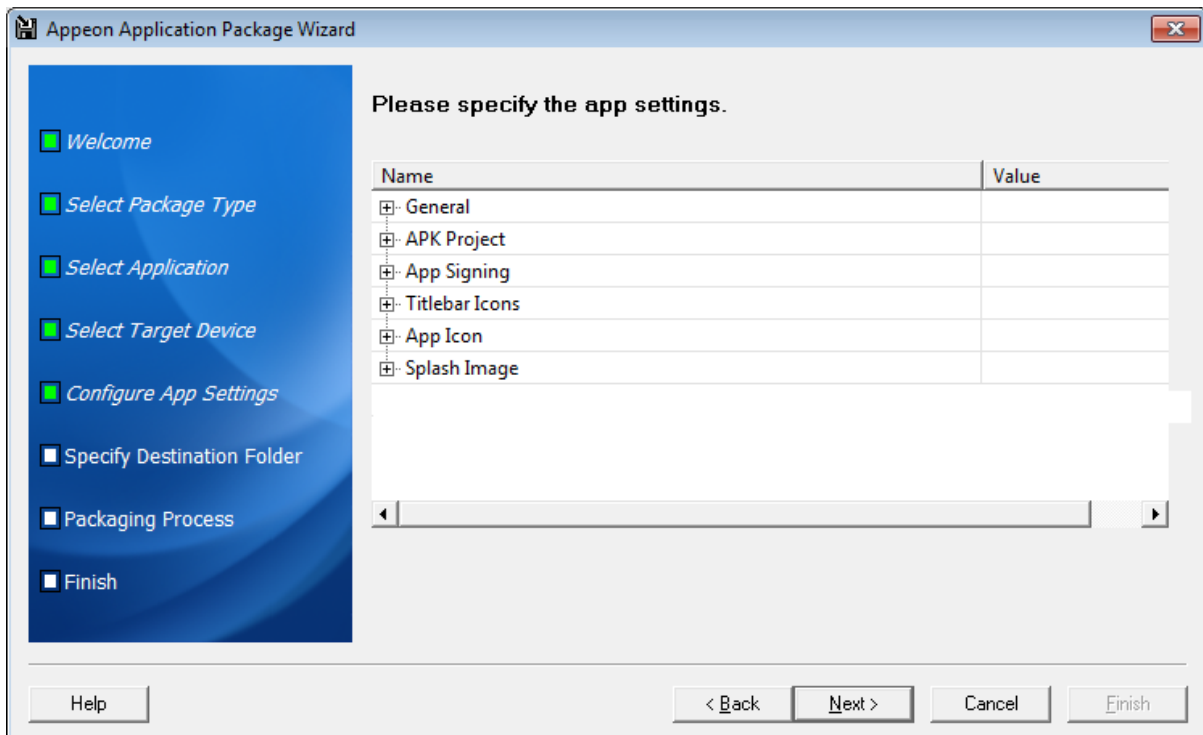 Appeon Application Package Wizard
Welcome
Select Package Type
Select Application
Select Target Device
Configure App Settings
Specify Destination Folder
Packaging Process
Finish
Please specify the app settings.
Name Value
General
APK Project
App Signing
Titlebar Icons
App Icon
Splash Image
Help < Back Next > Cancel Finish